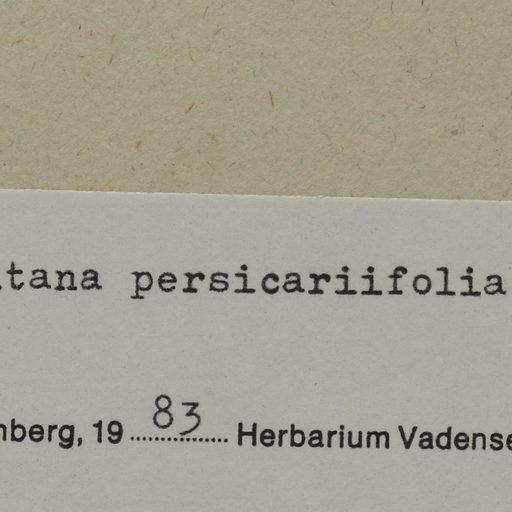 tana persicariifolia
nberg, 19 83 Herbarium Vadense